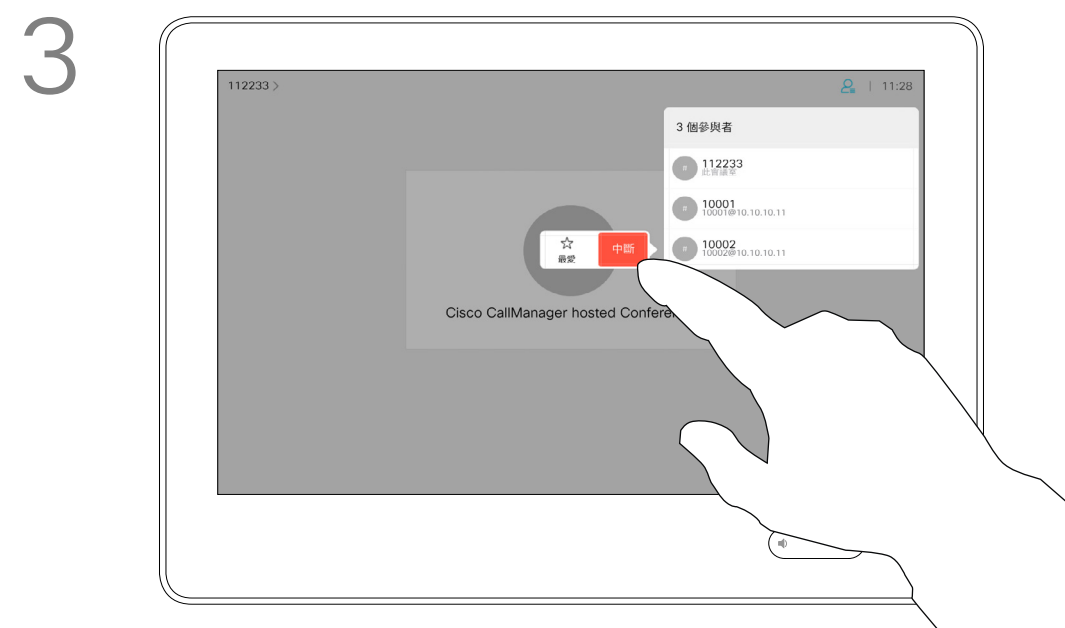 3
112233 >
11:28
3 個參與者
#
112233
此會議室
#
10001
10001@10.10.10.11
#
10002
10002@10.10.10.11
最愛
中斷
Cisco CallManager hosted Confere